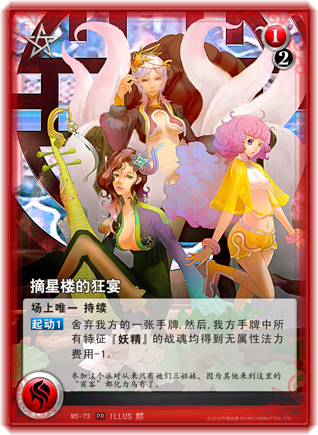 1
2
摘星楼的狂宴
场上唯一 持续
起动1 舍弃我方的一张手牌.然后,我方手牌中所
有特征『妖精』的战魂均得到无属性法力
费用-1。
参加这个派对从来只有他们三姐妹，因为其他来到这里的
“宾客”都化为乌有了。
M5-73 PR ILLUS 麒